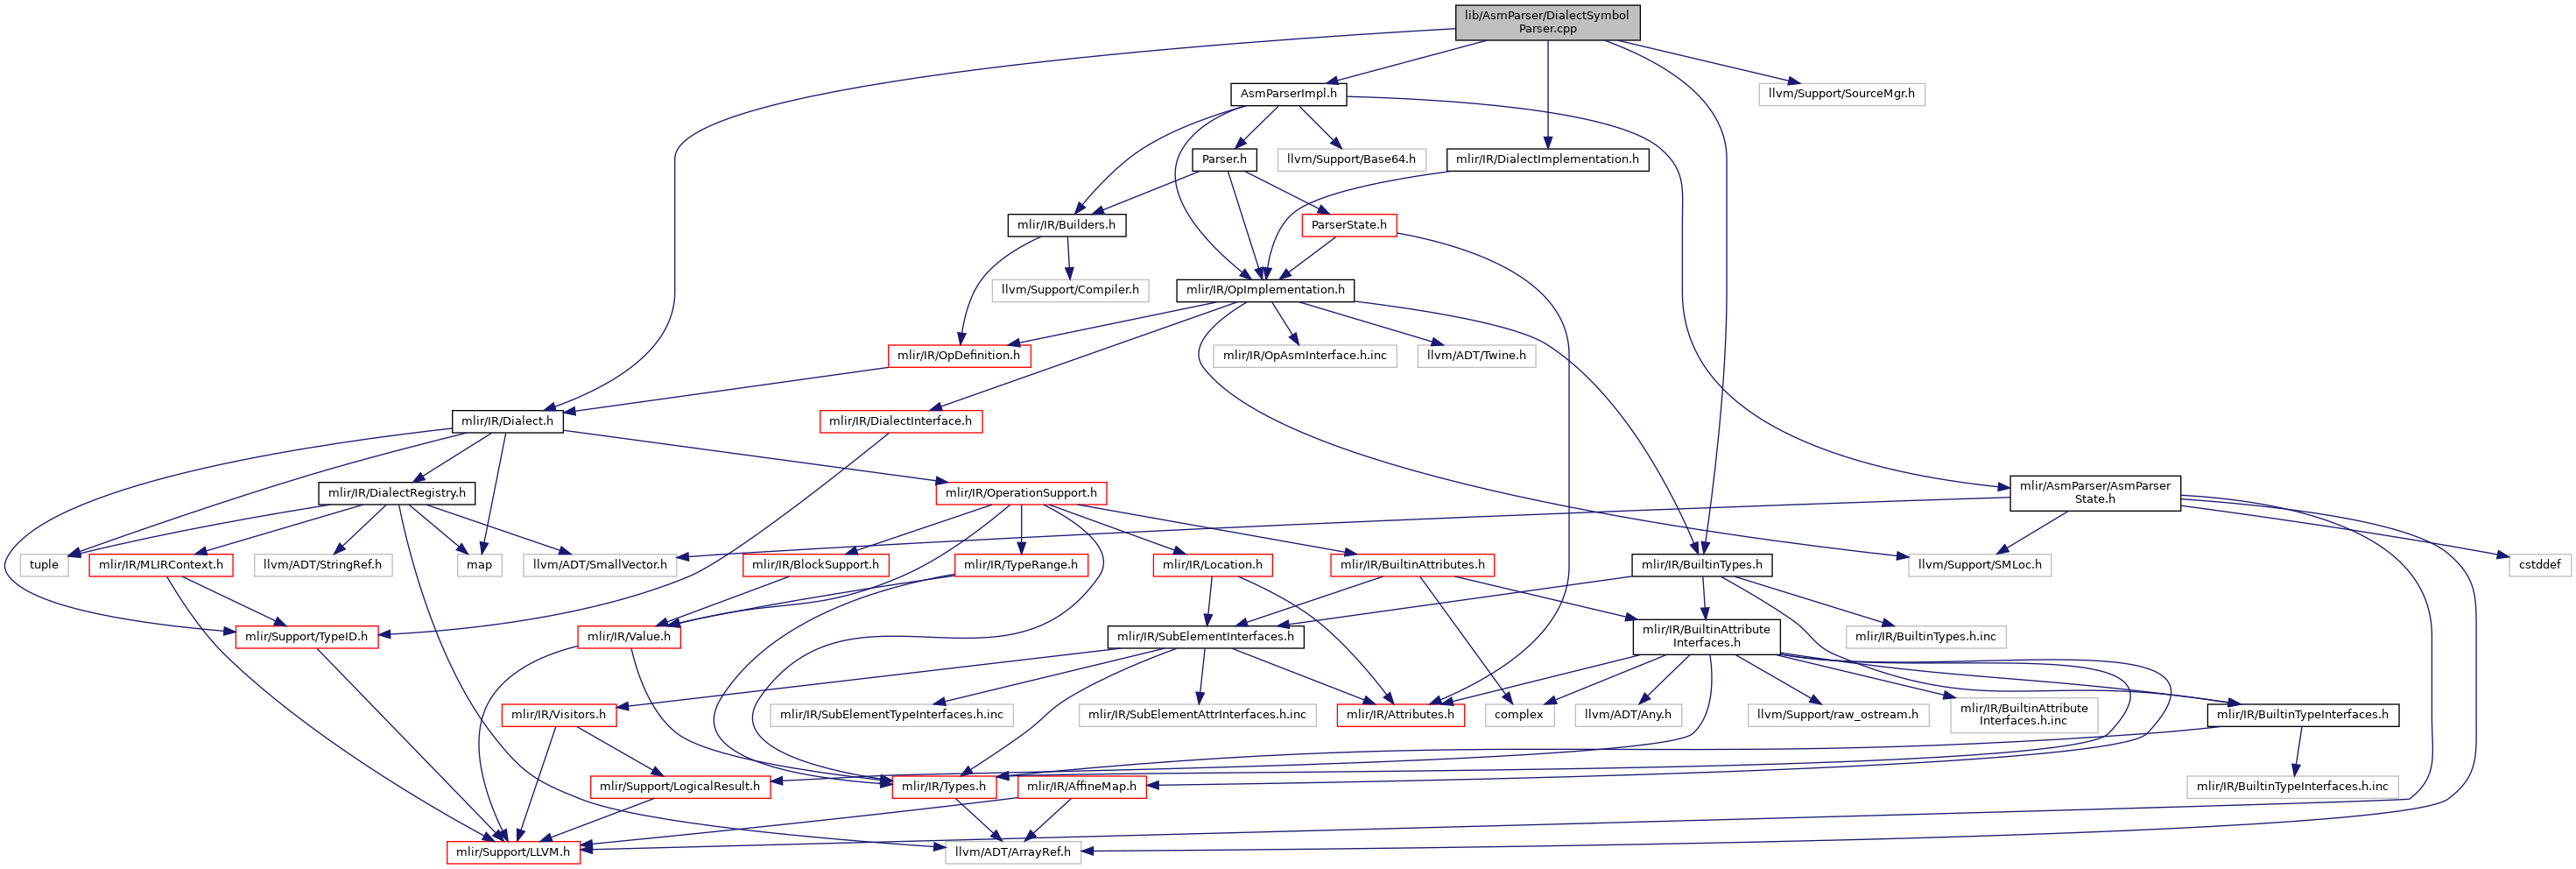 lib/AsmParser/DialectSymbol
Parser.cpp
AsmParserImpl.h
llvm/Support/SourceMgr.h
Parser.h
llvm/Support/Base64.h
mlir/IR/DialectImplementation.h
mlir/IR/Builders.h
ParserState.h
llvm/Support/Compiler.h
mlir/IR/OpImplementation.h
mlir/IR/OpDefinition.h
mlir/IR/OpAsmInterface.h.inc
llvm/ADT/Twine.h
mlir/IR/Dialect.h
mlir/IR/DialectInterface.h
mlir/IR/DialectRegistry.h
mlir/IR/OperationSupport.h
mlir/AsmParser/AsmParser
State.h
tuple
mlir/IR/MLIRContext.h
llvm/ADT/StringRef.h
map
llvm/ADT/SmallVector.h
mlir/IR/BlockSupport.h
mlir/IR/TypeRange.h
mlir/IR/Location.h
mlir/IR/BuiltinAttributes.h
mlir/IR/BuiltinTypes.h
llvm/Support/SMLoc.h
cstddef
mlir/Support/TypeID.h
mlir/IR/Value.h
mlir/IR/SubElementInterfaces.h
mlir/IR/BuiltinAttribute
Interfaces.h
mlir/IR/BuiltinTypes.h.inc
mlir/IR/Visitors.h
mlir/IR/SubElementTypeInterfaces.h.inc
mlir/IR/SubElementAttrInterfaces.h.inc
mlir/IR/Attributes.h
complex
llvm/ADT/Any.h
llvm/Support/raw_ostream.h
mlir/IR/BuiltinAttribute
Interfaces.h.inc
mlir/IR/BuiltinTypeInterfaces.h
mlir/Support/LogicalResult.h
mlir/IR/Types.h
mlir/IR/AffineMap.h
mlir/IR/BuiltinTypeInterfaces.h.inc
mlir/Support/LLVM.h
llvm/ADT/ArrayRef.h